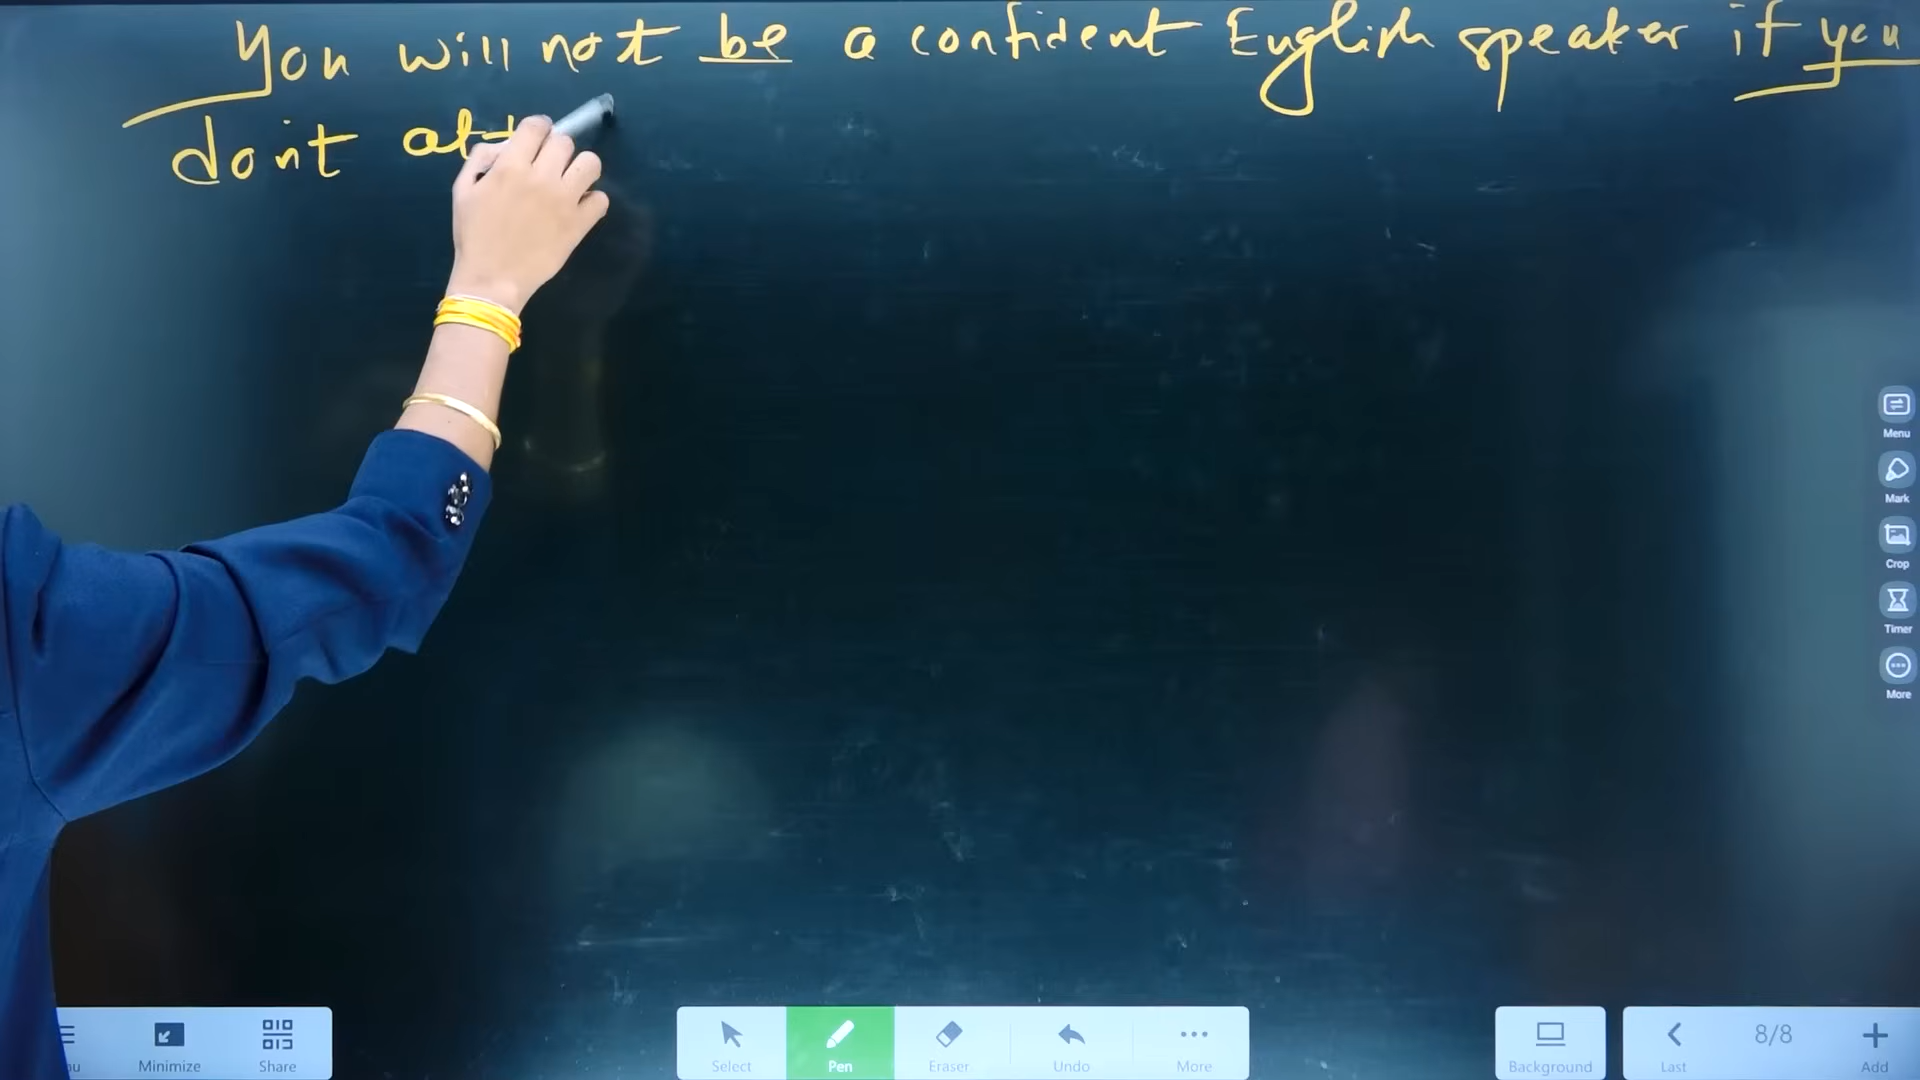 You will not be a confident English speaker if you
don't att
Menu
Mark
Crop
Timer
More
Minimize
Share
Select
Pen
Eraser
Undo
More
Background
Last
8/8
Add